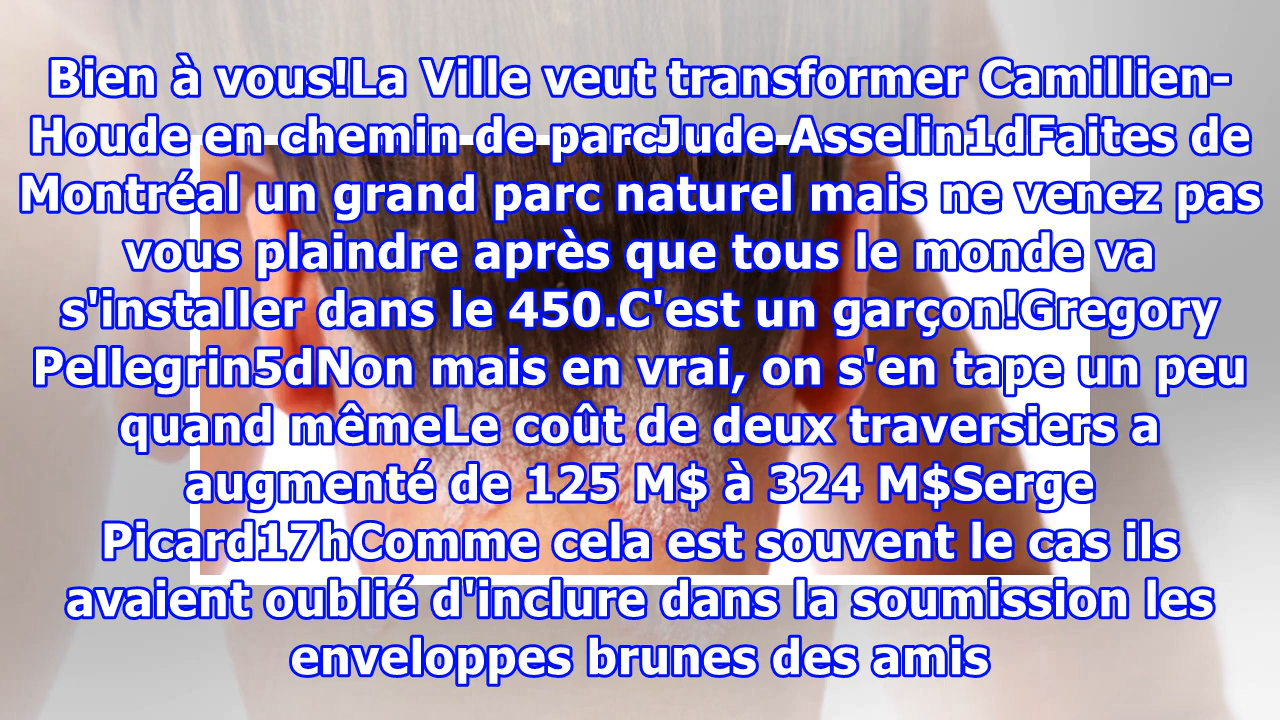 Bien à vous!La Ville veut transformer Camillien-
Houde en chemin de parcJude Asselin1dFaites de
Montréal un grand parc naturel mais ne venez pas
vous plaindre après que tous le monde va
s'installer dans le 450.C'est un garçon!Gregory
Pellegrin5dNon mais en vrai, on s'en tape un peu
quand mêmeLe coût de deux traversiers a
augmenté de 125 M$ à 324 M$Serge
Picard17hComme cela est souvent le cas ils
avaient oublié d'inclure dans la soumission les
enveloppes brunes des amis